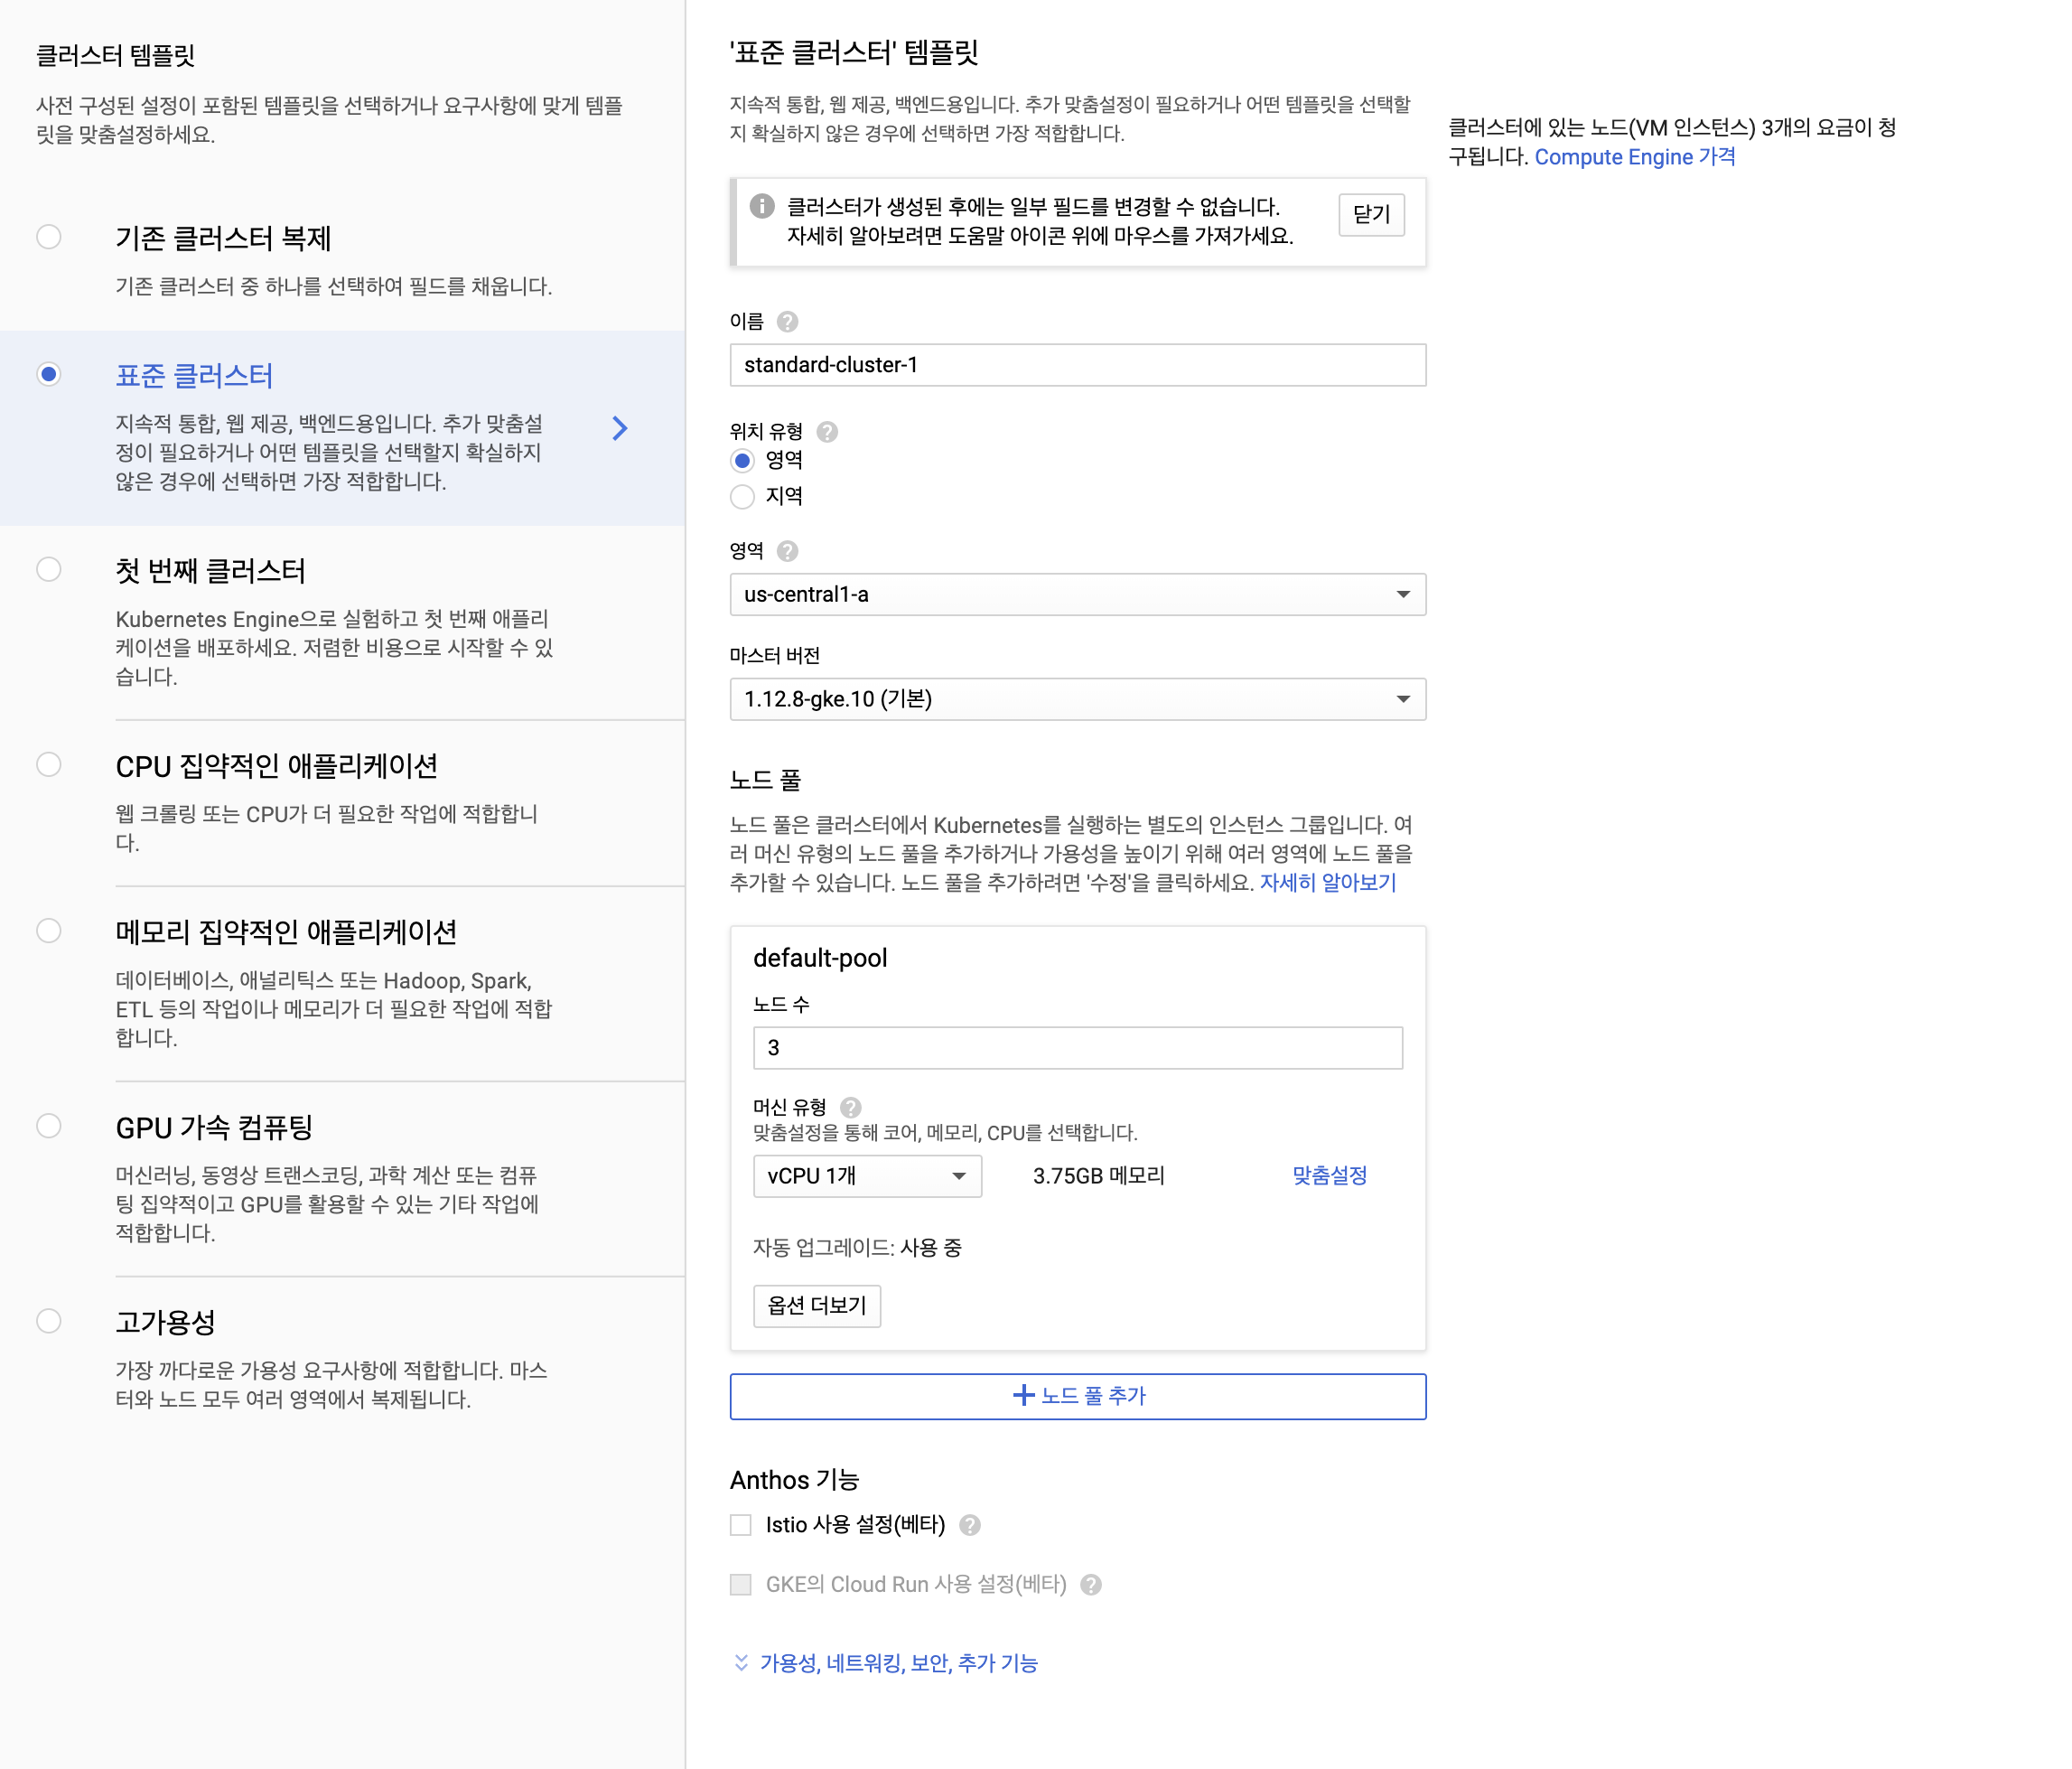 클러스터 템플릿
사전 구성된 설정이 포함된 템플릿을 선택하거나 요구사항에 맞게 템플
릿을 맞춤설정하세요.
기존 클러스터 복제
기존 클러스터 중 하나를 선택하여 필드를 채웁니다.
표준 클러스터
지속적 통합, 웹 제공, 백엔드용입니다. 추가 맞춤설
정이 필요하거나 어떤 템플릿을 선택할지 확실하지
않은 경우에 선택하면 가장 적합합니다.
첫 번째 클러스터
Kubernetes Engine으로 실험하고 첫 번째 애플리
케이션을 배포하세요. 저렴한 비용으로 시작할 수 있
습니다.
CPU 집약적인 애플리케이션
웹 크롤링 또는 CPU가 더 필요한 작업에 적합합니
다.
메모리 집약적인 애플리케이션
데이터베이스, 애널리틱스 또는 Hadoop, Spark,
ETL 등의 작업이나 메모리가 더 필요한 작업에 적합
합니다.
GPU 가속 컴퓨팅
머신러닝, 동영상 트랜스코딩, 과학 계산 또는 컴퓨
팅 집약적이고 GPU를 활용할 수 있는 기타 작업에
적합합니다.
고가용성
가장 까다로운 가용성 요구사항에 적합합니다. 마스
터와 노드 모두 여러 영역에서 복제됩니다.
'표준 클러스터' 템플릿
지속적 통합, 웹 제공, 백엔드용입니다. 추가 맞춤설정이 필요하거나 어떤 템플릿을 선택할
지 확실하지 않은 경우에 선택하면 가장 적합합니다.
클러스터가 생성된 후에는 일부 필드를 변경할 수 없습니다.
자세히 알아보려면 도움말 아이콘 위에 마우스를 가져가세요.
닫기
이름
standard-cluster-1
위치 유형
영역
지역
영역
us-central1-a
마스터 버전
1.12.8-gke.10 (기본)
노드 풀
노드 풀은 클러스터에서 Kubernetes를 실행하는 별도의 인스턴스 그룹입니다. 여
러 머신 유형의 노드 풀을 추가하거나 가용성을 높이기 위해 여러 영역에 노드 풀을
추가할 수 있습니다. 노드 풀을 추가하려면 '수정'을 클릭하세요. 자세히 알아보기
default-pool
노드 수
3
머신 유형
맞춤설정을 통해 코어, 메모리, CPU를 선택합니다.
vCPU 1개 3.75GB 메모리 맞춤설정
자동 업그레이드: 사용 중
옵션 더보기
노드 풀 추가
Anthos 기능
Istio 사용 설정(베타)
GKE의 Cloud Run 사용 설정(베타)
가용성, 네트워킹, 보안, 추가 기능
클러스터에 있는 노드(VM 인스턴스) 3개의 요금이 청
구됩니다. Compute Engine 가격